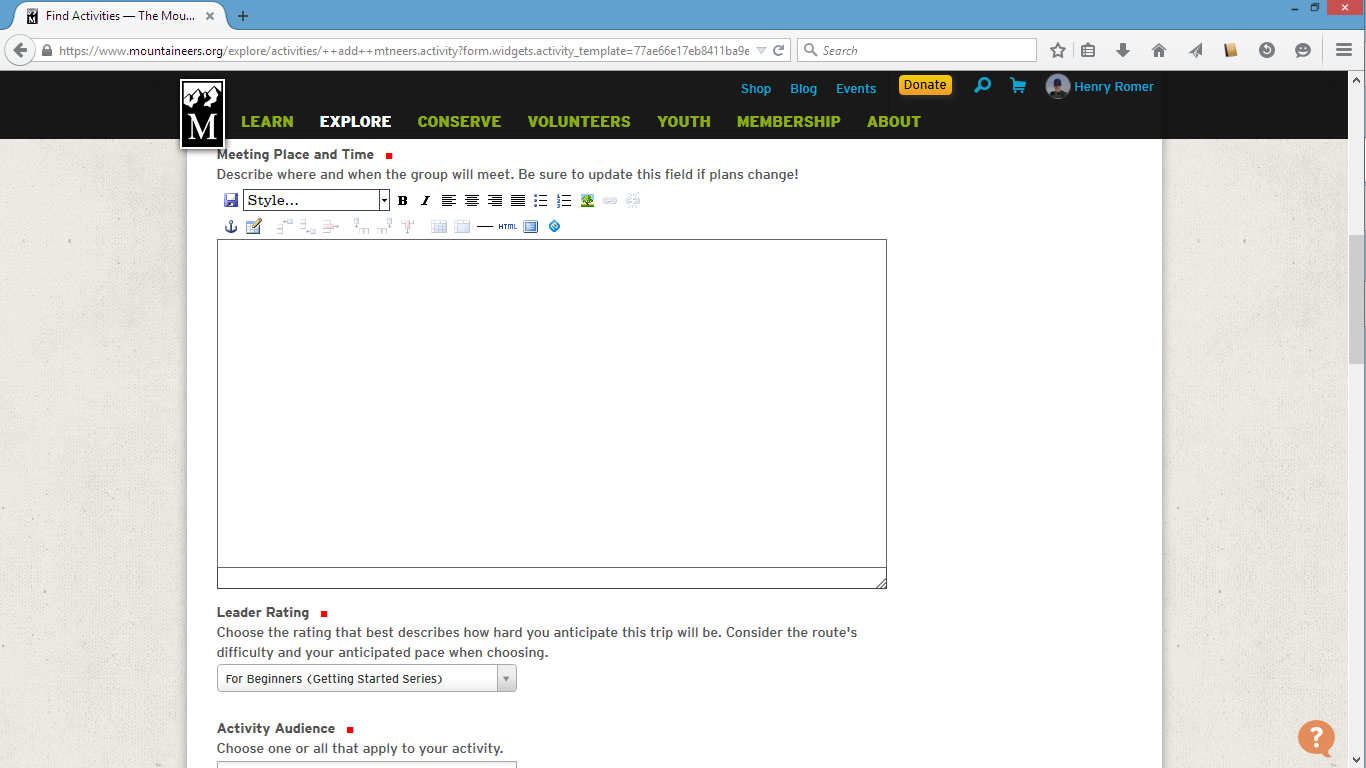 Find Activities — The Mou...
https://www.mountaineers.org/explore/activities/++add++mtneers.activity?form.widgets.activity_template=77ae66e17eb8411ba9e
Search
Shop Blog Events Donate Henry Romer
M
LEARN EXPLORE CONSERVE VOLUNTEERS YOUTH MEMBERSHIP ABOUT
Meeting Place and Time
Describe where and when the group will meet. Be sure to update this field if plans change!
Style...
B I
HTML
Leader Rating
Choose the rating that best describes how hard you anticipate this trip will be. Consider the route's
difficulty and your anticipated pace when choosing.
For Beginners (Getting Started Series)
Activity Audience
Choose one or all that apply to your activity.
?